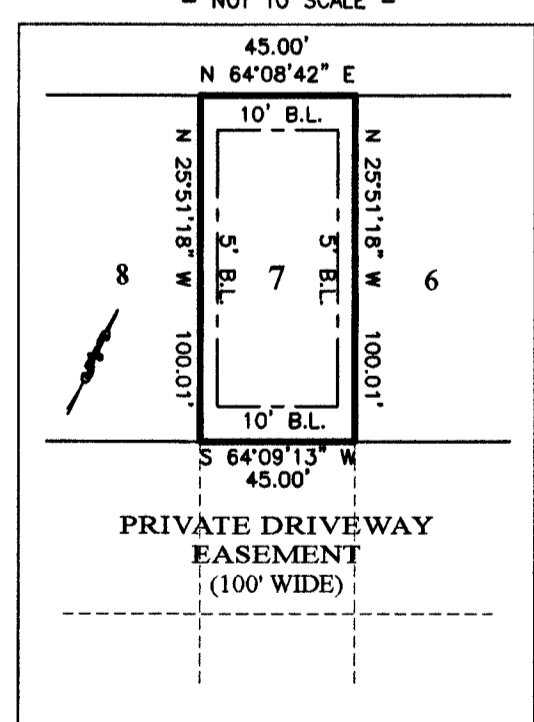 - NOT TO SCALE -
45.00'
N 64°08'42" E
10' B.L.
N 25°51'18" W 100.01'
N 25°51'18" W 100.01'
5' B.L.
5' B.L.
8
7
6
10' B.L.
S 64°09'13" W
45.00'
PRIVATE DRIVEWAY
EASEMENT
(100' WIDE)